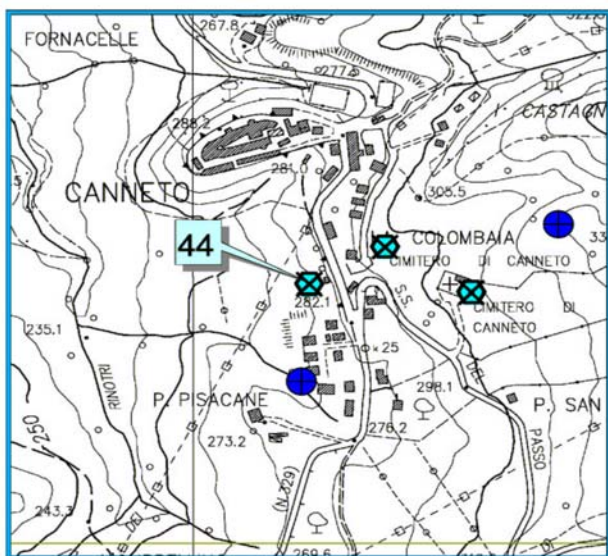 267.8
FORNACELLE
277.5
288.2
I CASTAGN
281.0
CANNETO
305.5
COLOMBAIA
44
CIMITERO DI CANNETO
282.1
CIMITERO DI
CANNETO
235.1
S.S.
25
RINOTRI
DEL
298.1
P. PISACANE
P. SAN
276.2
273.2
250
PASSO
243.3
(N 329)
269.6